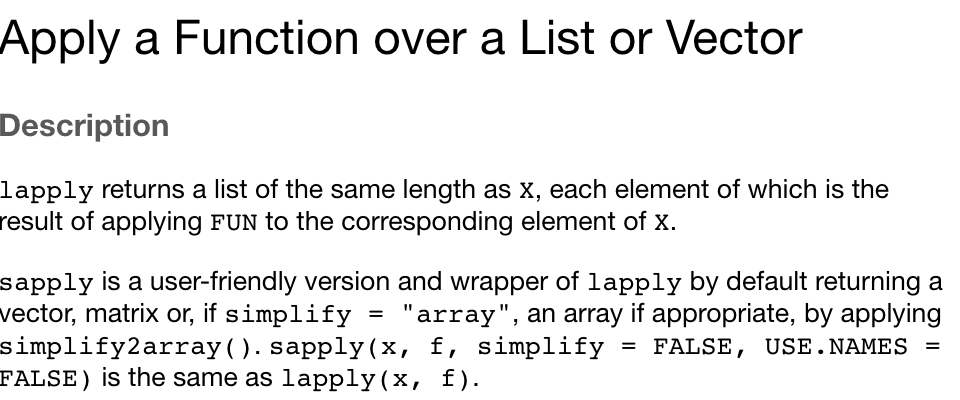 Apply a Function over a List or Vector
Description
lapply returns a list of the same length as X, each element of which is the
result of applying FUN to the corresponding element of X.
sapply is a user-friendly version and wrapper of lapply by default returning a
vector, matrix or, if simplify = "array", an array if appropriate, by applying
simplify2array(). sapply(x, f, simplify = FALSE, USE.NAMES =
FALSE) is the same as lapply(x, f).